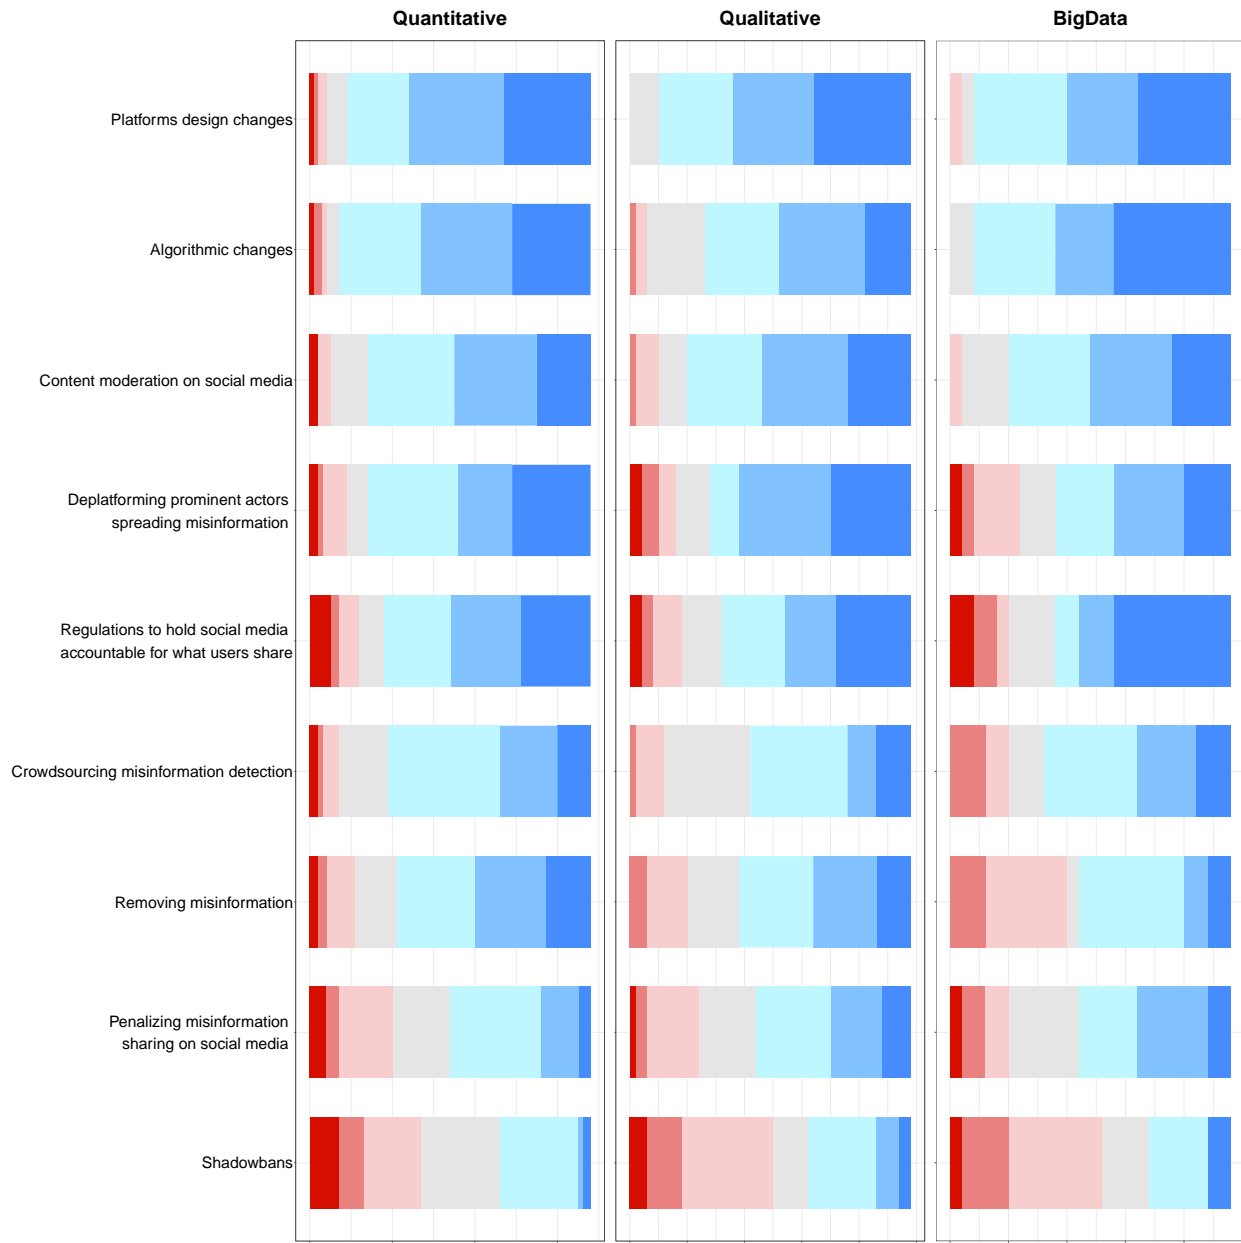 Quantitative
Qualitative
BigData
Platforms design changes
Algorithmic changes
Content moderation on social media
Deplatforming prominent actors
spreading misinformation
Regulations to hold social media
accountable for what users share
Crowdsourcing misinformation detection
Removing misinformation
Penalizing misinformation
sharing on social media
Shadowbans